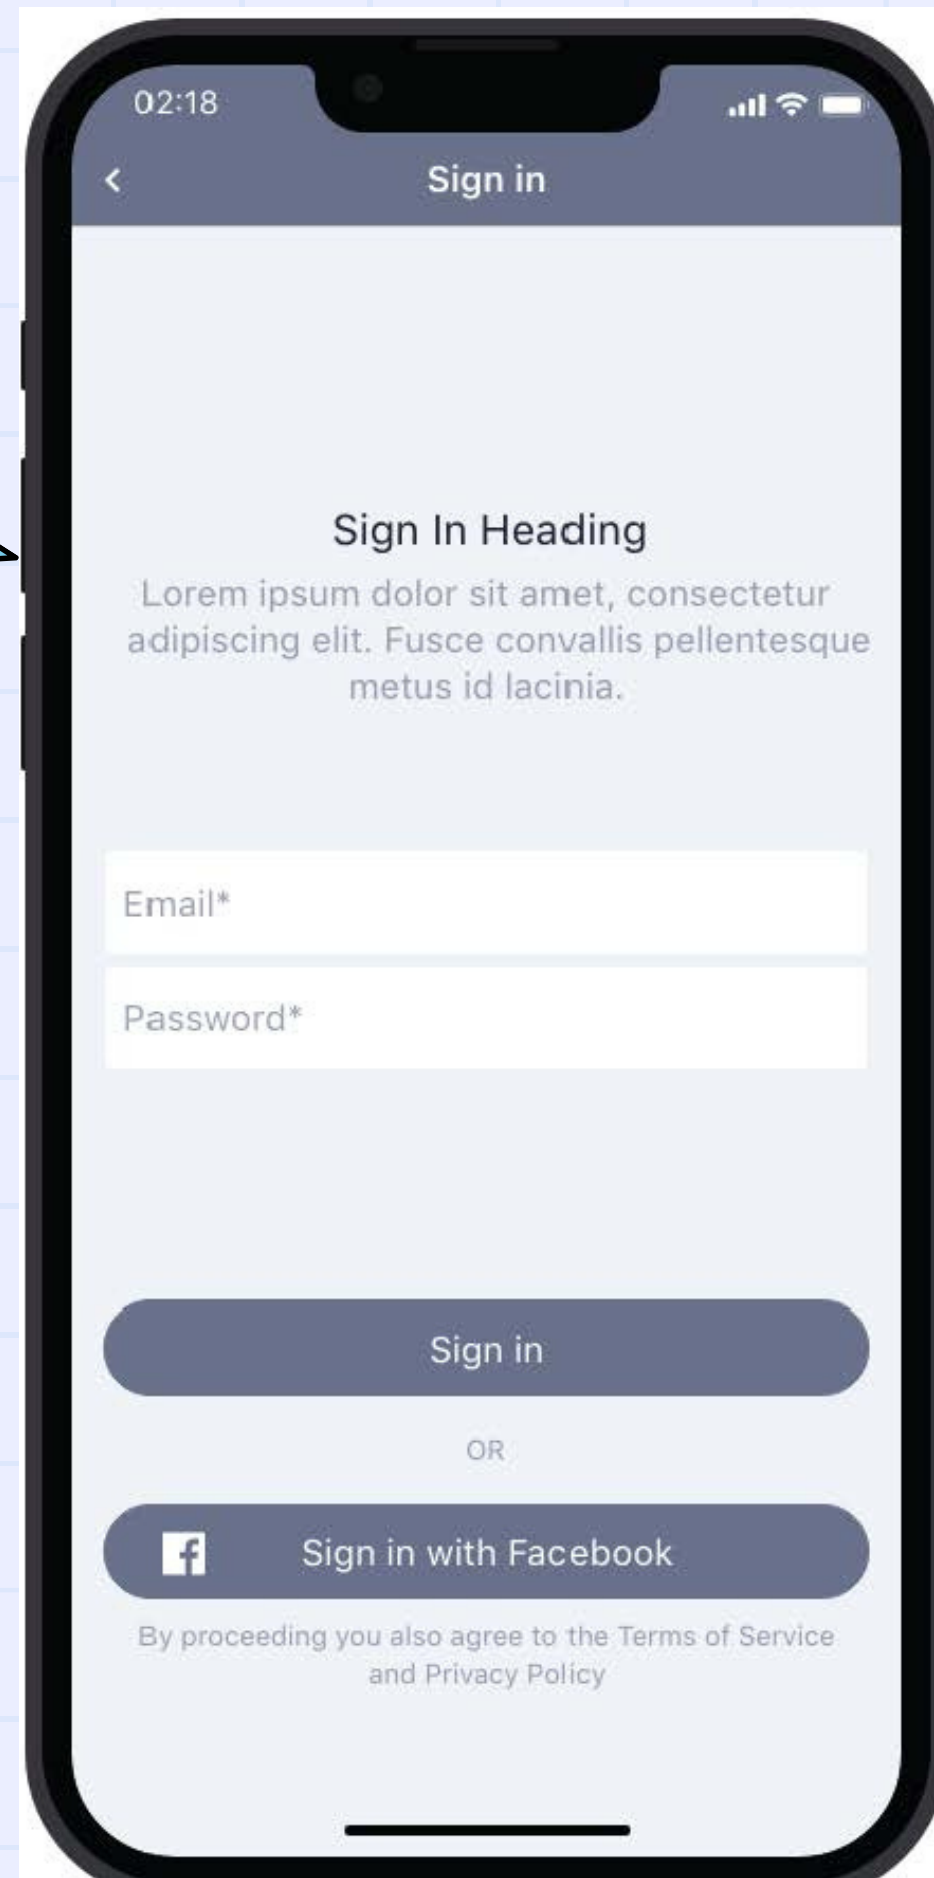 02:18
Sign in
Sign In Heading
Lorem ipsum dolor sit amet, consectetur
adipiscing elit. Fusce convallis pellentesque
metus id lacinia.
Email*
Password*
Sign in
OR
Sign in with Facebook
By proceeding you also agree to the Terms of Service
and Privacy Policy